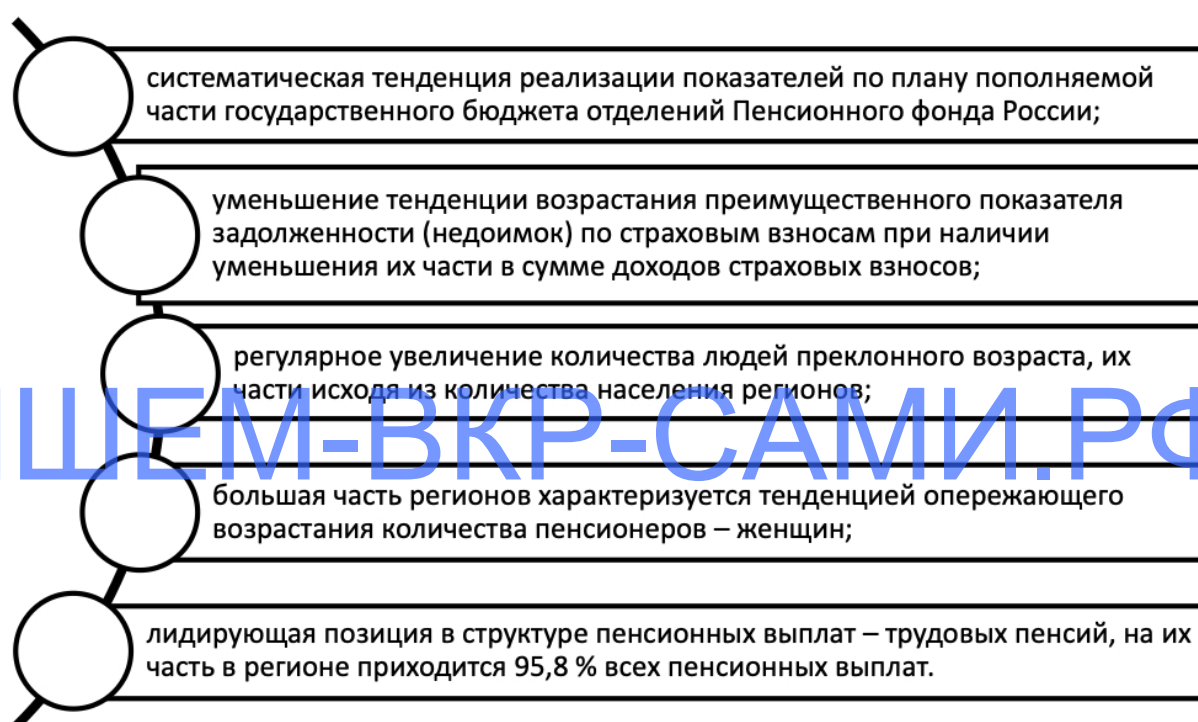 систематическая тенденция реализации показателей по плану пополняемой
части государственного бюджета отделений Пенсионного фонда России;
уменьшение тенденции возрастания преимущественного показателя
задолженности (недоимок) по страховым взносам при наличии
уменьшения их части в сумме доходов страховых взносов;
регулярное увеличение количества людей преклонного возраста, их
части исходя из количества населения регионов;
ШЕМ-ВКР-САМИ.РФ
большая часть регионов характеризуется тенденцией опережающего
возрастания количества пенсионеров – женщин;
лидирующая позиция в структуре пенсионных выплат – трудовых пенсий, на их
часть в регионе приходится 95,8 % всех пенсионных выплат.